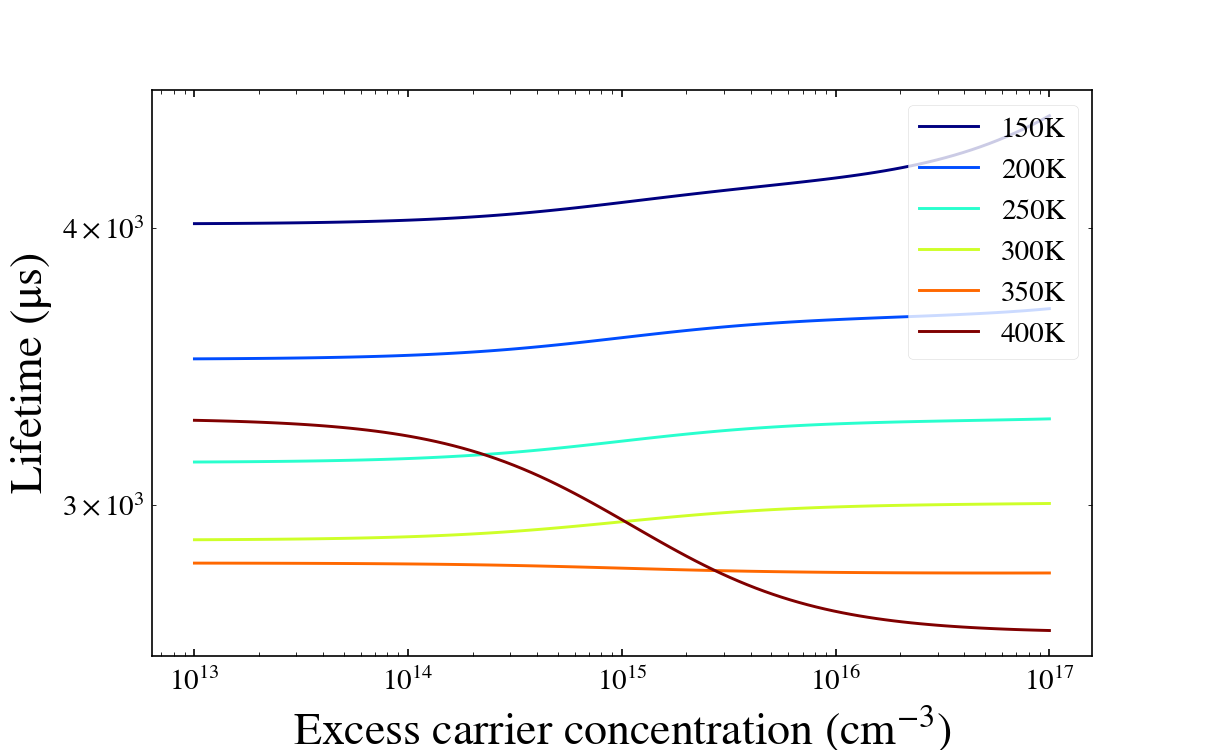 150K
200K
250K
300K
350K
400K
4×10³
3×10³
Lifetime (μs)
10¹³ 10¹⁴ 10¹⁵ 10¹⁶ 10¹⁷
Excess carrier concentration (cm⁻³)